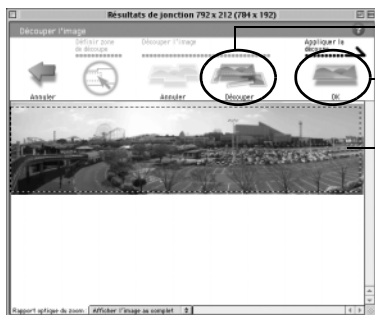 Résultats de jonction 792 x 212 (784 x 192)
Découper l'image
Définir zone
de découpe
Découper l'image
Appliquer la
découpe
Annuler
Annuler
Découper
OK
Rapport optique du zoom:
Afficher l'image au complet